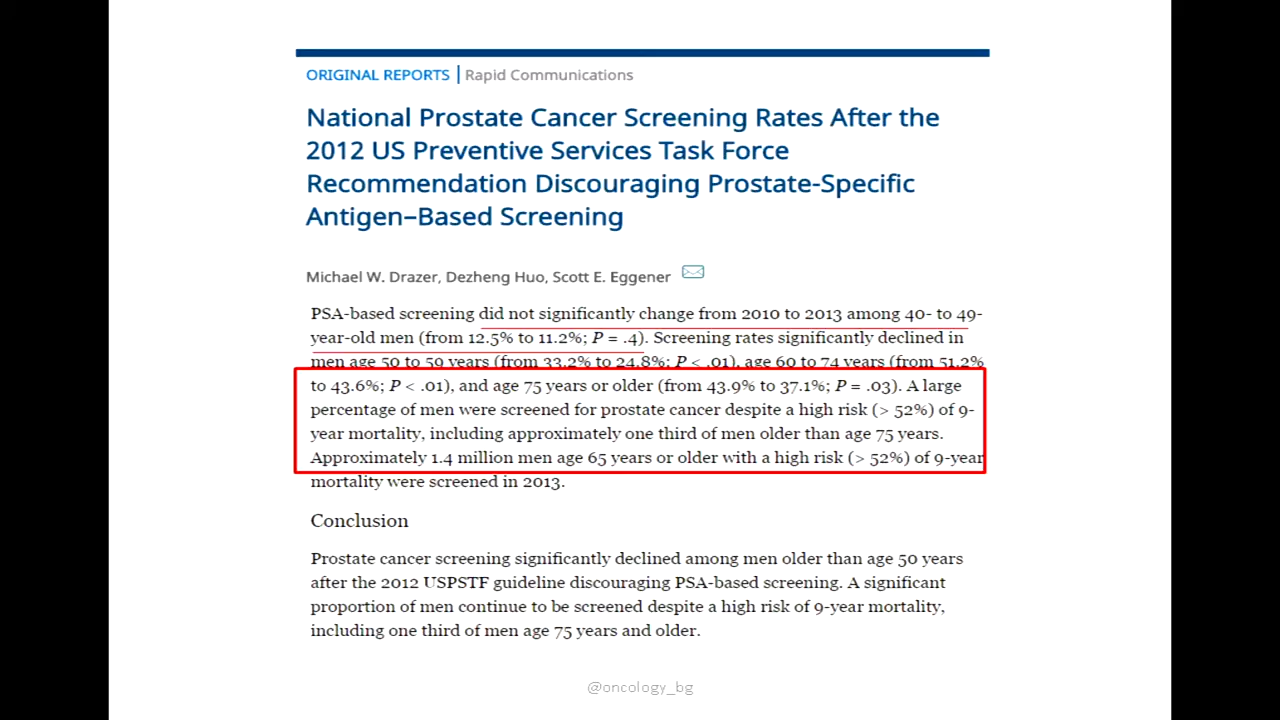 ORIGINAL REPORTS | Rapid Communications
National Prostate Cancer Screening Rates After the
2012 US Preventive Services Task Force
Recommendation Discouraging Prostate-Specific
Antigen–Based Screening
Michael W. Drazer, Dezheng Huo, Scott E. Eggener
PSA-based screening did not significantly change from 2010 to 2013 among 40- to 49-
year-old men (from 12.5% to 11.2%; P = .4). Screening rates significantly declined in
men age 50 to 59 years (from 33.2% to 24.8%; P < .01), age 60 to 74 years (from 51.2%
to 43.6%; P < .01), and age 75 years or older (from 43.9% to 37.1%; P = .03). A large
percentage of men were screened for prostate cancer despite a high risk (> 52%) of 9-
year mortality, including approximately one third of men older than age 75 years.
Approximately 1.4 million men age 65 years or older with a high risk (> 52%) of 9-year
mortality were screened in 2013.
Conclusion
Prostate cancer screening significantly declined among men older than age 50 years
after the 2012 USPSTF guideline discouraging PSA-based screening. A significant
proportion of men continue to be screened despite a high risk of 9-year mortality,
including one third of men age 75 years and older.
@oncology_bg